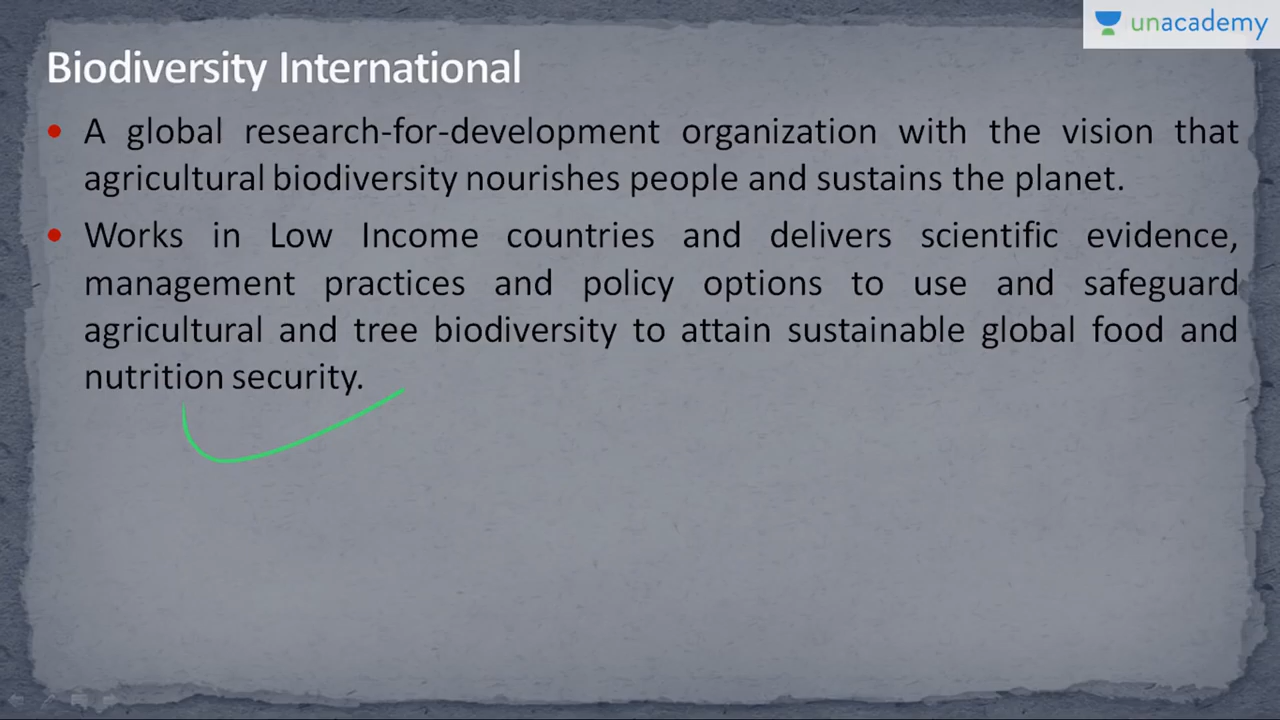 unacademy
Biodiversity International
• A global research-for-development organization with the vision that
agricultural biodiversity nourishes people and sustains the planet.
• Works in Low Income countries and delivers scientific evidence,
management practices and policy options to use and safeguard
agricultural and tree biodiversity to attain sustainable global food and
nutrition security.